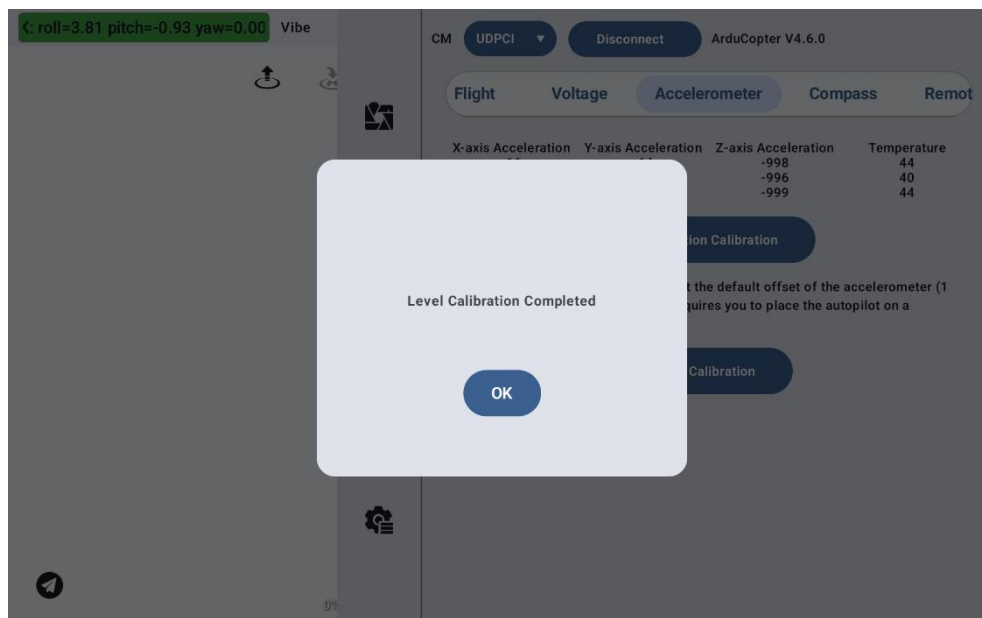 K: roll=3.81 pitch=-0.93 yaw=0.00 Vibe
CM UDPCI ▼ Disconnect ArduCopter V4.6.0
Flight Voltage Accelerometer Compass Remot
X-axis Acceleration Y-axis Acceleration Z-axis Acceleration Temperature
-998 44
-996 40
-999 44
ion Calibration
t the default offset of the accelerometer (1
quires you to place the autopilot on a
Calibration
Level Calibration Completed
OK